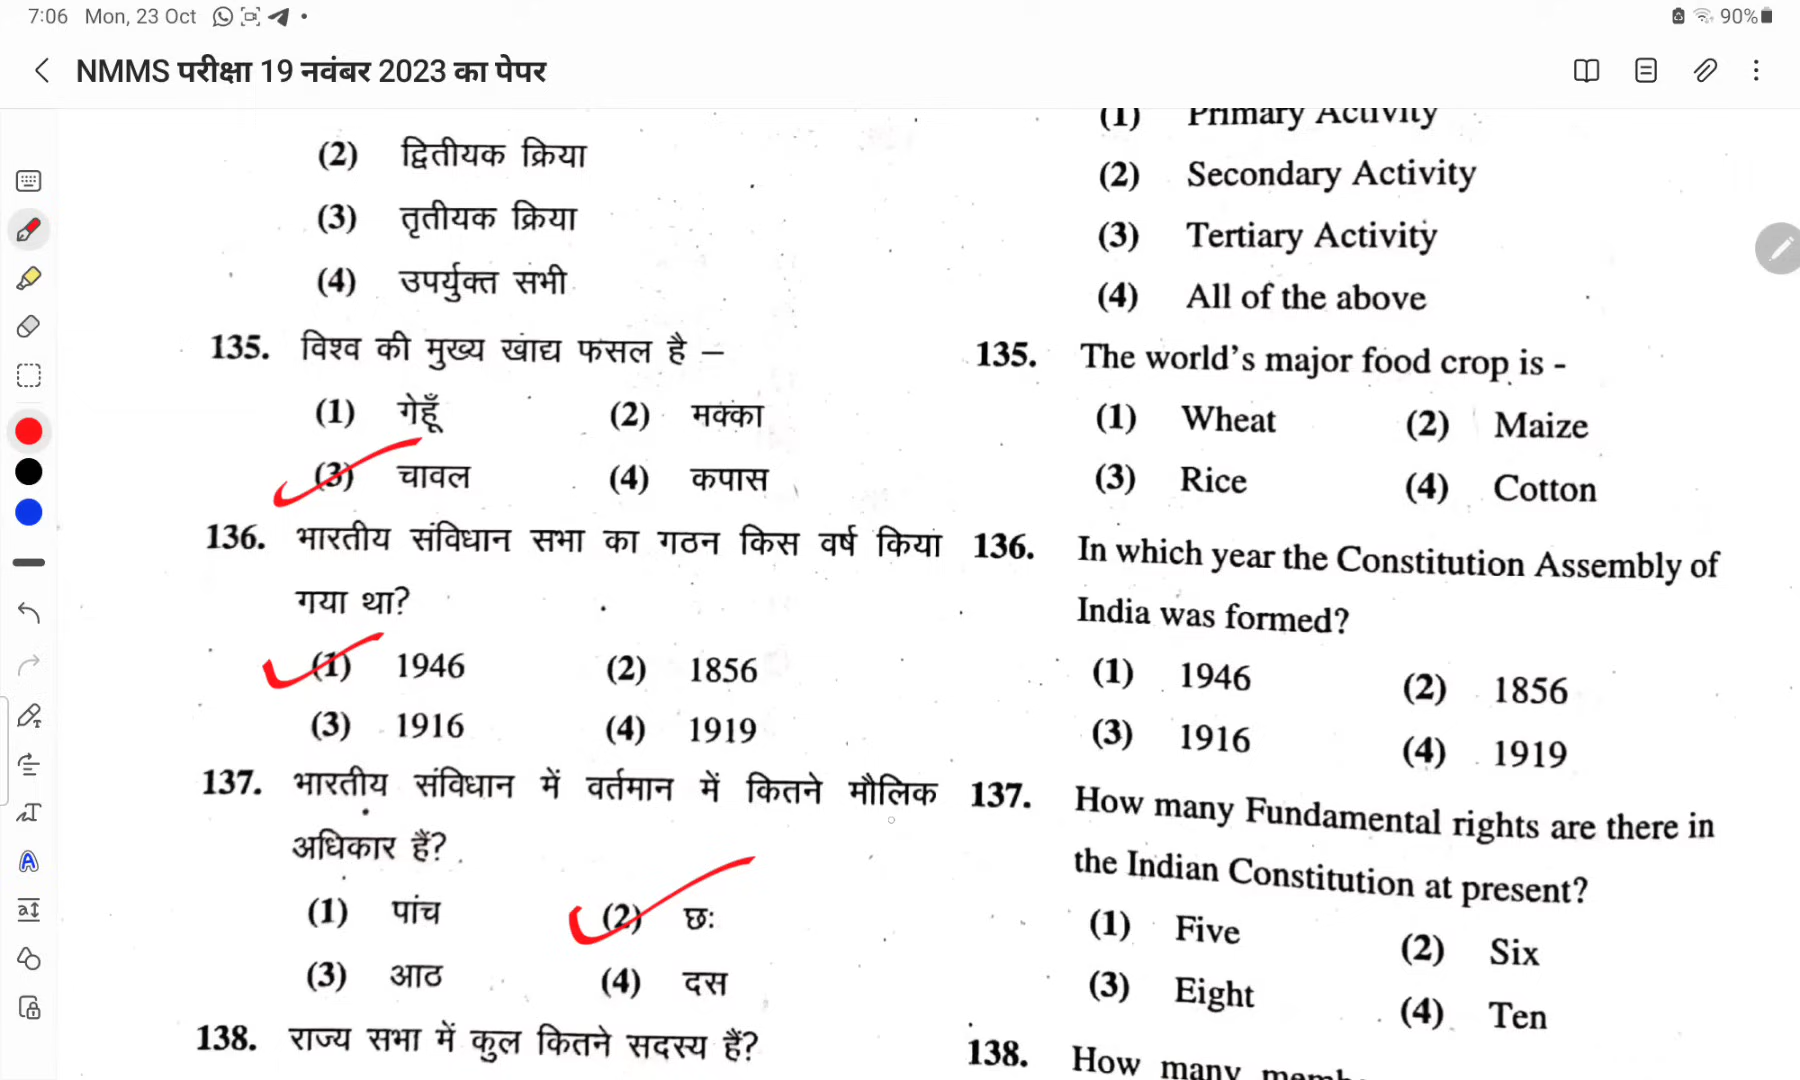 7:06 Mon, 23 Oct
90%
NMMS परीक्षा 19 नवंबर 2023 का पेपर
(2) द्वितीयक क्रिया
(3) तृतीयक क्रिया
(4) उपर्युक्त सभी
135. विश्व की मुख्य खाद्य फसल है –
(1) गेहूँ (2) मक्का
(3) चावल (4) कपास
136. भारतीय संविधान सभा का गठन किस वर्ष किया
गया था?
(1) 1946 (2) 1856
(3) 1916 (4) 1919
137. भारतीय संविधान में वर्तमान में कितने मौलिक
अधिकार हैं?
(1) पांच (2) छः
(3) आठ (4) दस
138. राज्य सभा में कुल कितने सदस्य हैं?
(1) Primary Activity
(2) Secondary Activity
(3) Tertiary Activity
(4) All of the above
135. The world's major food crop is -
(1) Wheat (2) Maize
(3) Rice (4) Cotton
136. In which year the Constitution Assembly of
India was formed?
(1) 1946 (2) 1856
(3) 1916 (4) 1919
137. How many Fundamental rights are there in
the Indian Constitution at present?
(1) Five (2) Six
(3) Eight (4) Ten
138. How many